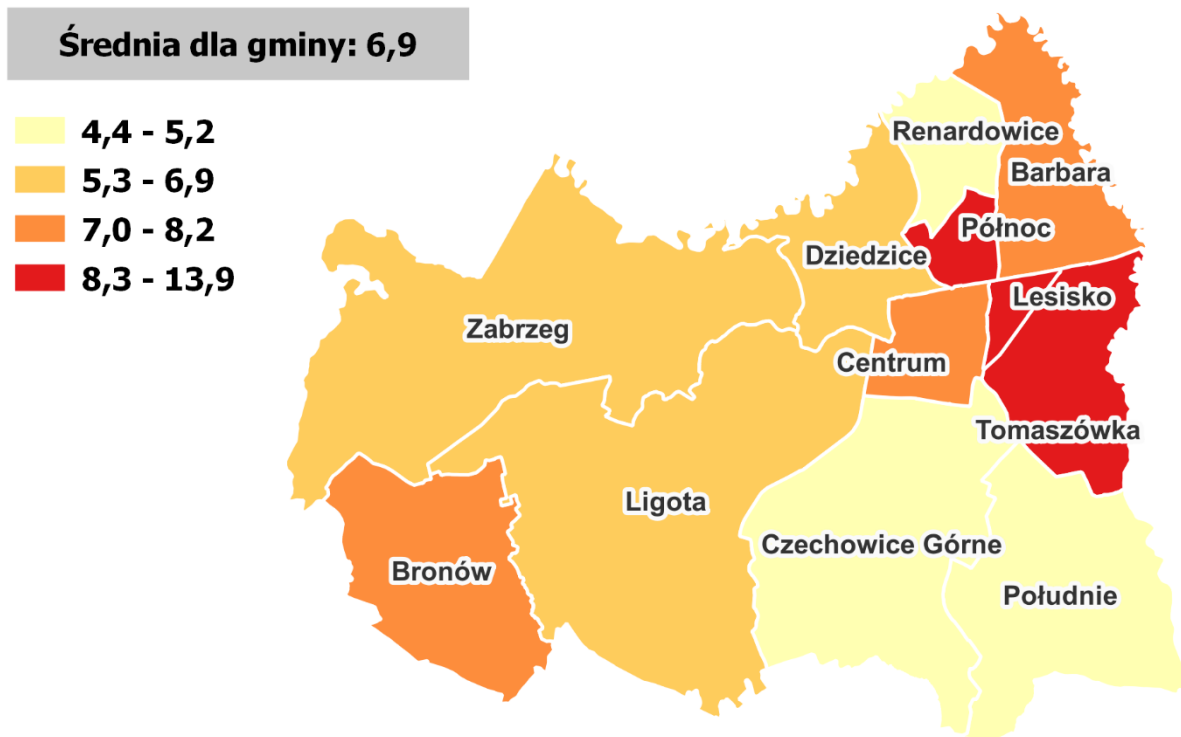 Średnia dla gminy: 6,9
4,4 - 5,2
5,3 - 6,9
7,0 - 8,2
8,3 - 13,9
Renardowice
Barbara
Północ
Dziedzice
Lesisko
Zabrzeg
Centrum
Tomaszówka
Ligota
Czechowice Górne
Bronów
Południe